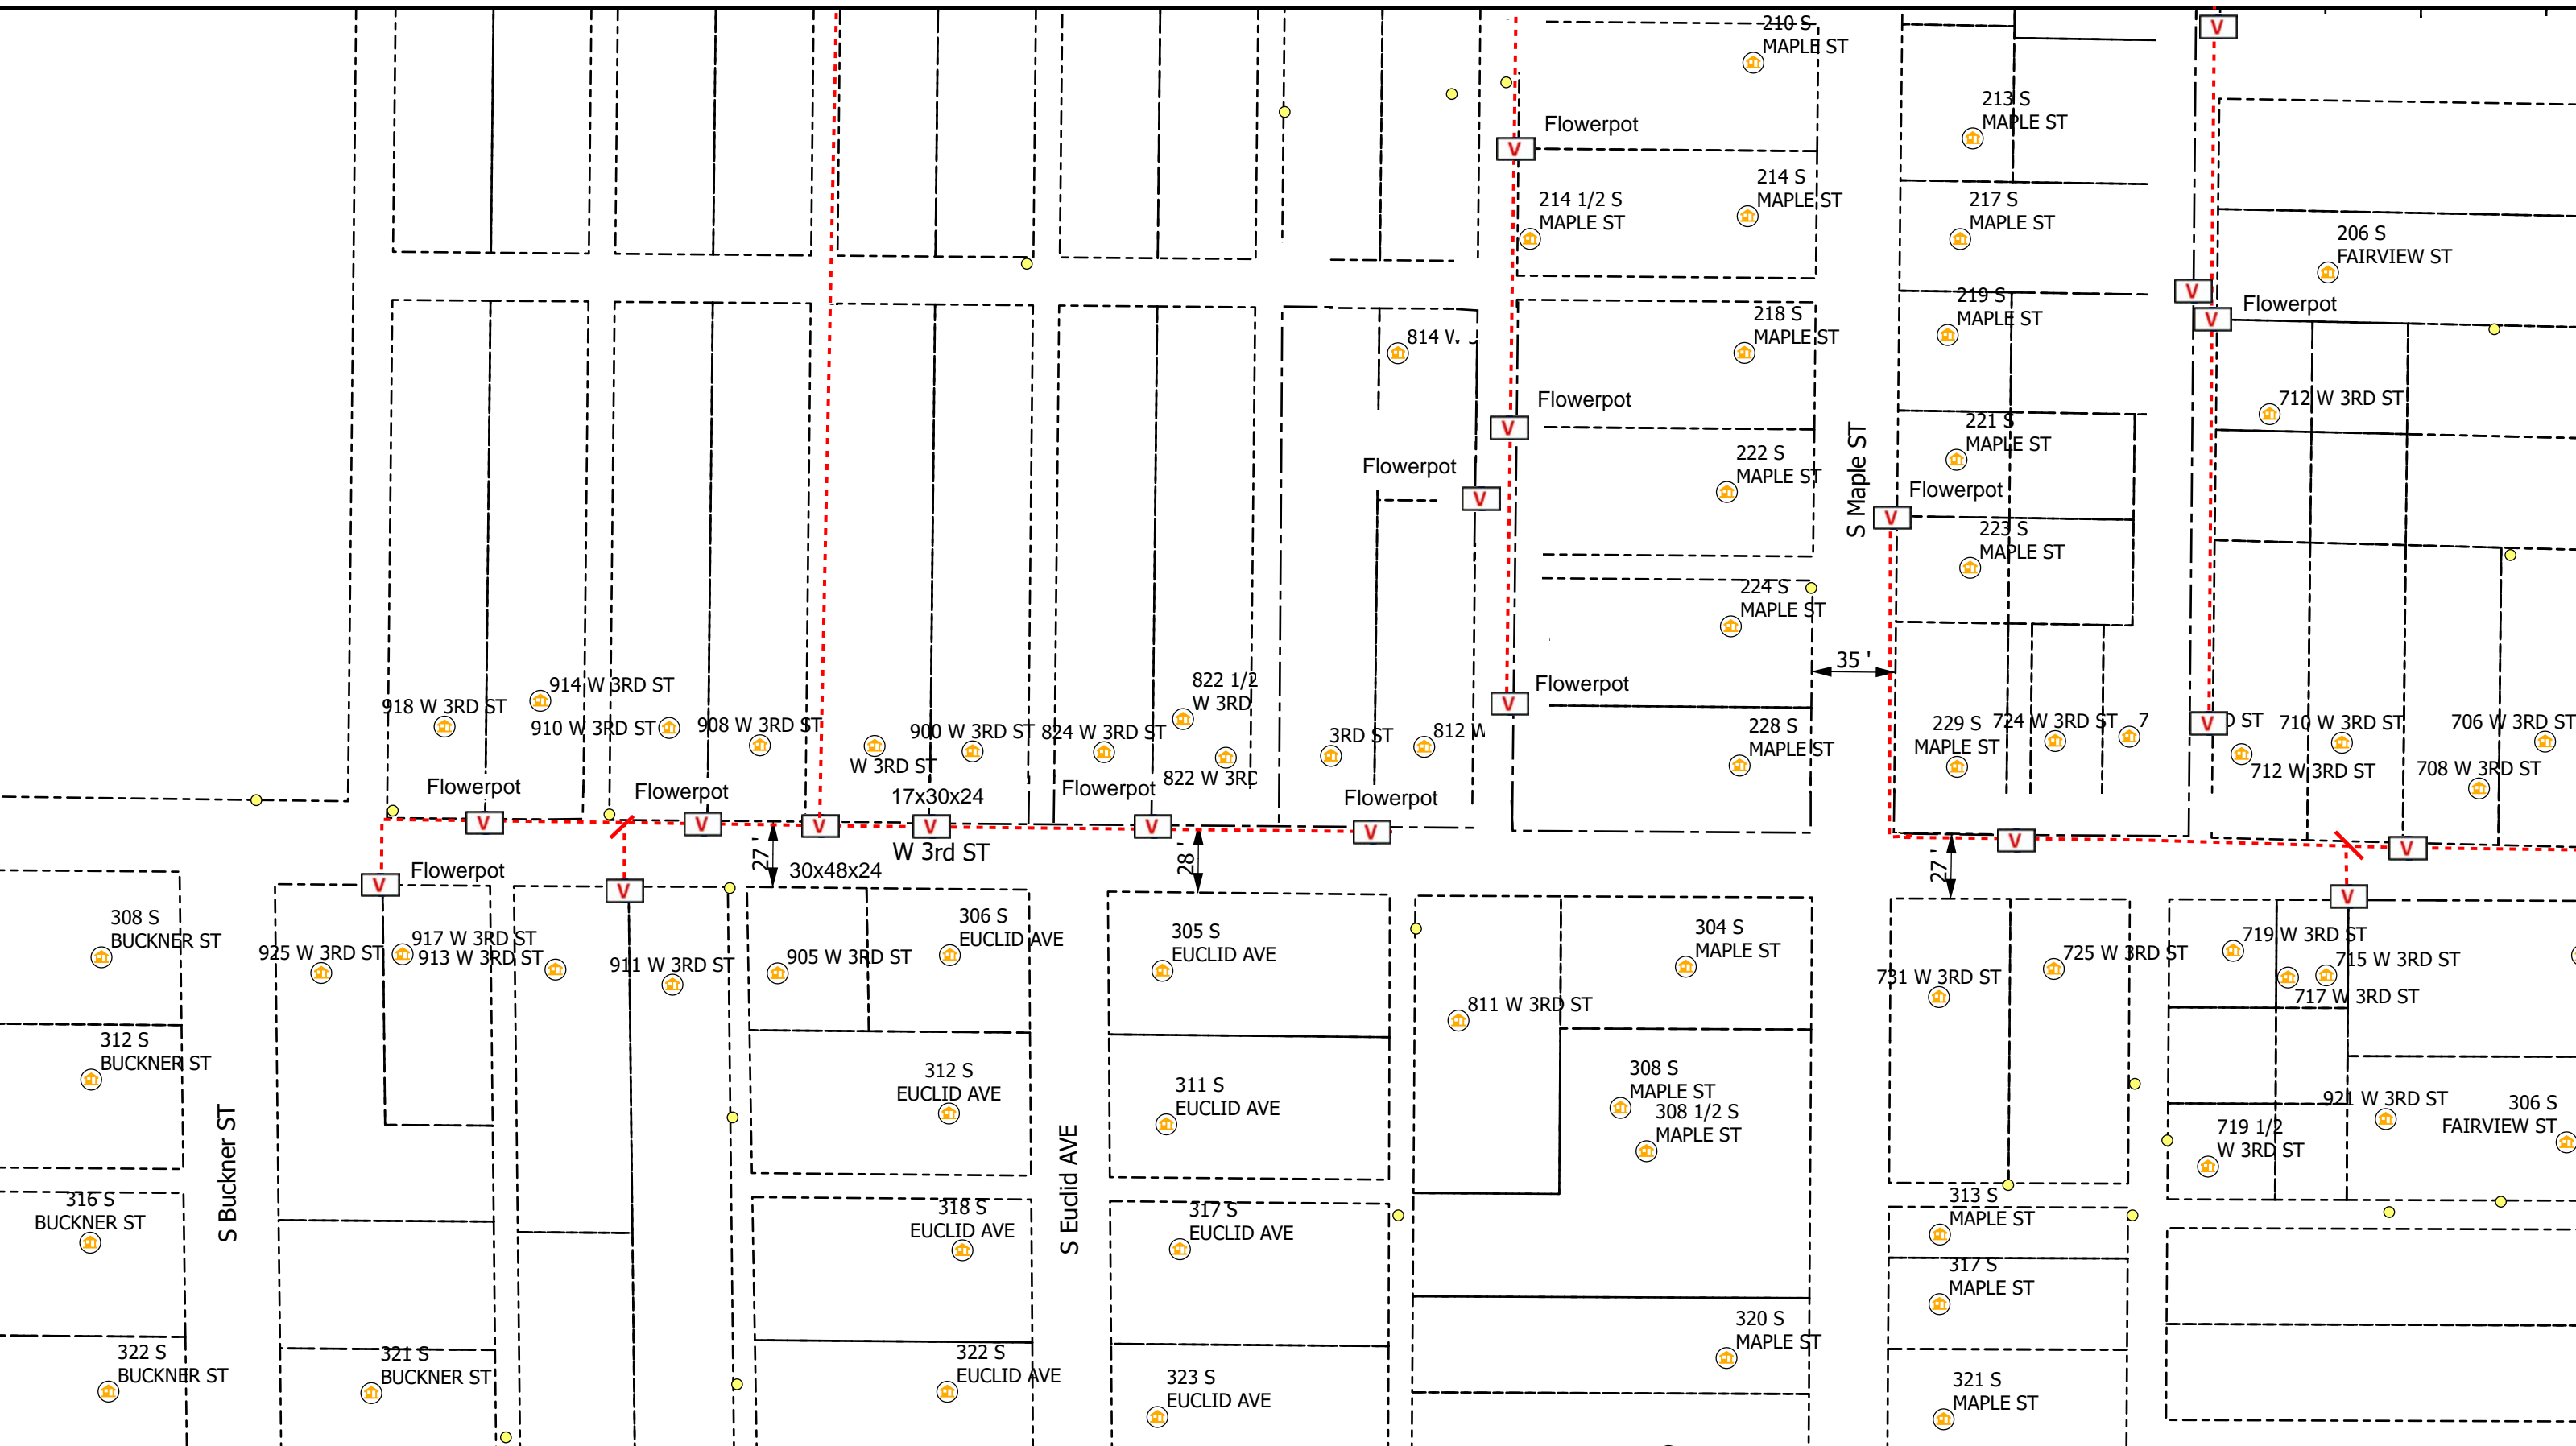 210 S
MAPLE ST
V
213 S
MAPLE ST
Flowerpot
V
214 S
MAPLE ST
214 1/2 S
MAPLE ST
217 S
MAPLE ST
206 S
FAIRVIEW ST
V
Flowerpot
V
219 S
MAPLE ST
218 S
MAPLE ST
814 W
Flowerpot
V
712 W 3RD ST
221 S
MAPLE ST
S Maple ST
222 S
MAPLE ST
Flowerpot
V
Flowerpot
V
223 S
MAPLE ST
224 S
MAPLE ST
35 '
Flowerpot
V
918 W 3RD ST
914 W 3RD ST
910 W 3RD ST
908 W 3RD ST
W 3RD ST
900 W 3RD ST
824 W 3RD ST
822 1/2
W 3RD
822 W 3RD
3RD ST
812 W
228 S
MAPLE ST
229 S
MAPLE ST
724 W 3RD ST
7
V
ST
712 W 3RD ST
710 W 3RD ST
708 W 3RD ST
706 W 3RD ST
Flowerpot
V
Flowerpot
V
V
17x30x24
V
Flowerpot
V
Flowerpot
V
V
V
W 3rd ST
27 '
28 '
27 '
30x48x24
Flowerpot
V
V
V
308 S
BUCKNER ST
925 W 3RD ST
917 W 3RD ST
913 W 3RD ST
911 W 3RD ST
905 W 3RD ST
306 S
EUCLID AVE
305 S
EUCLID AVE
811 W 3RD ST
304 S
MAPLE ST
731 W 3RD ST
725 W 3RD ST
719 W 3RD ST
715 W 3RD ST
717 W 3RD ST
312 S
BUCKNER ST
312 S
EUCLID AVE
311 S
EUCLID AVE
308 S
MAPLE ST
308 1/2 S
MAPLE ST
921 W 3RD ST
306 S
FAIRVIEW ST
719 1/2
W 3RD ST
S Buckner ST
S Euclid AVE
316 S
BUCKNER ST
318 S
EUCLID AVE
317 S
EUCLID AVE
313 S
MAPLE ST
317 S
MAPLE ST
320 S
MAPLE ST
322 S
BUCKNER ST
321 S
BUCKNER ST
322 S
EUCLID AVE
323 S
EUCLID AVE
321 S
MAPLE ST